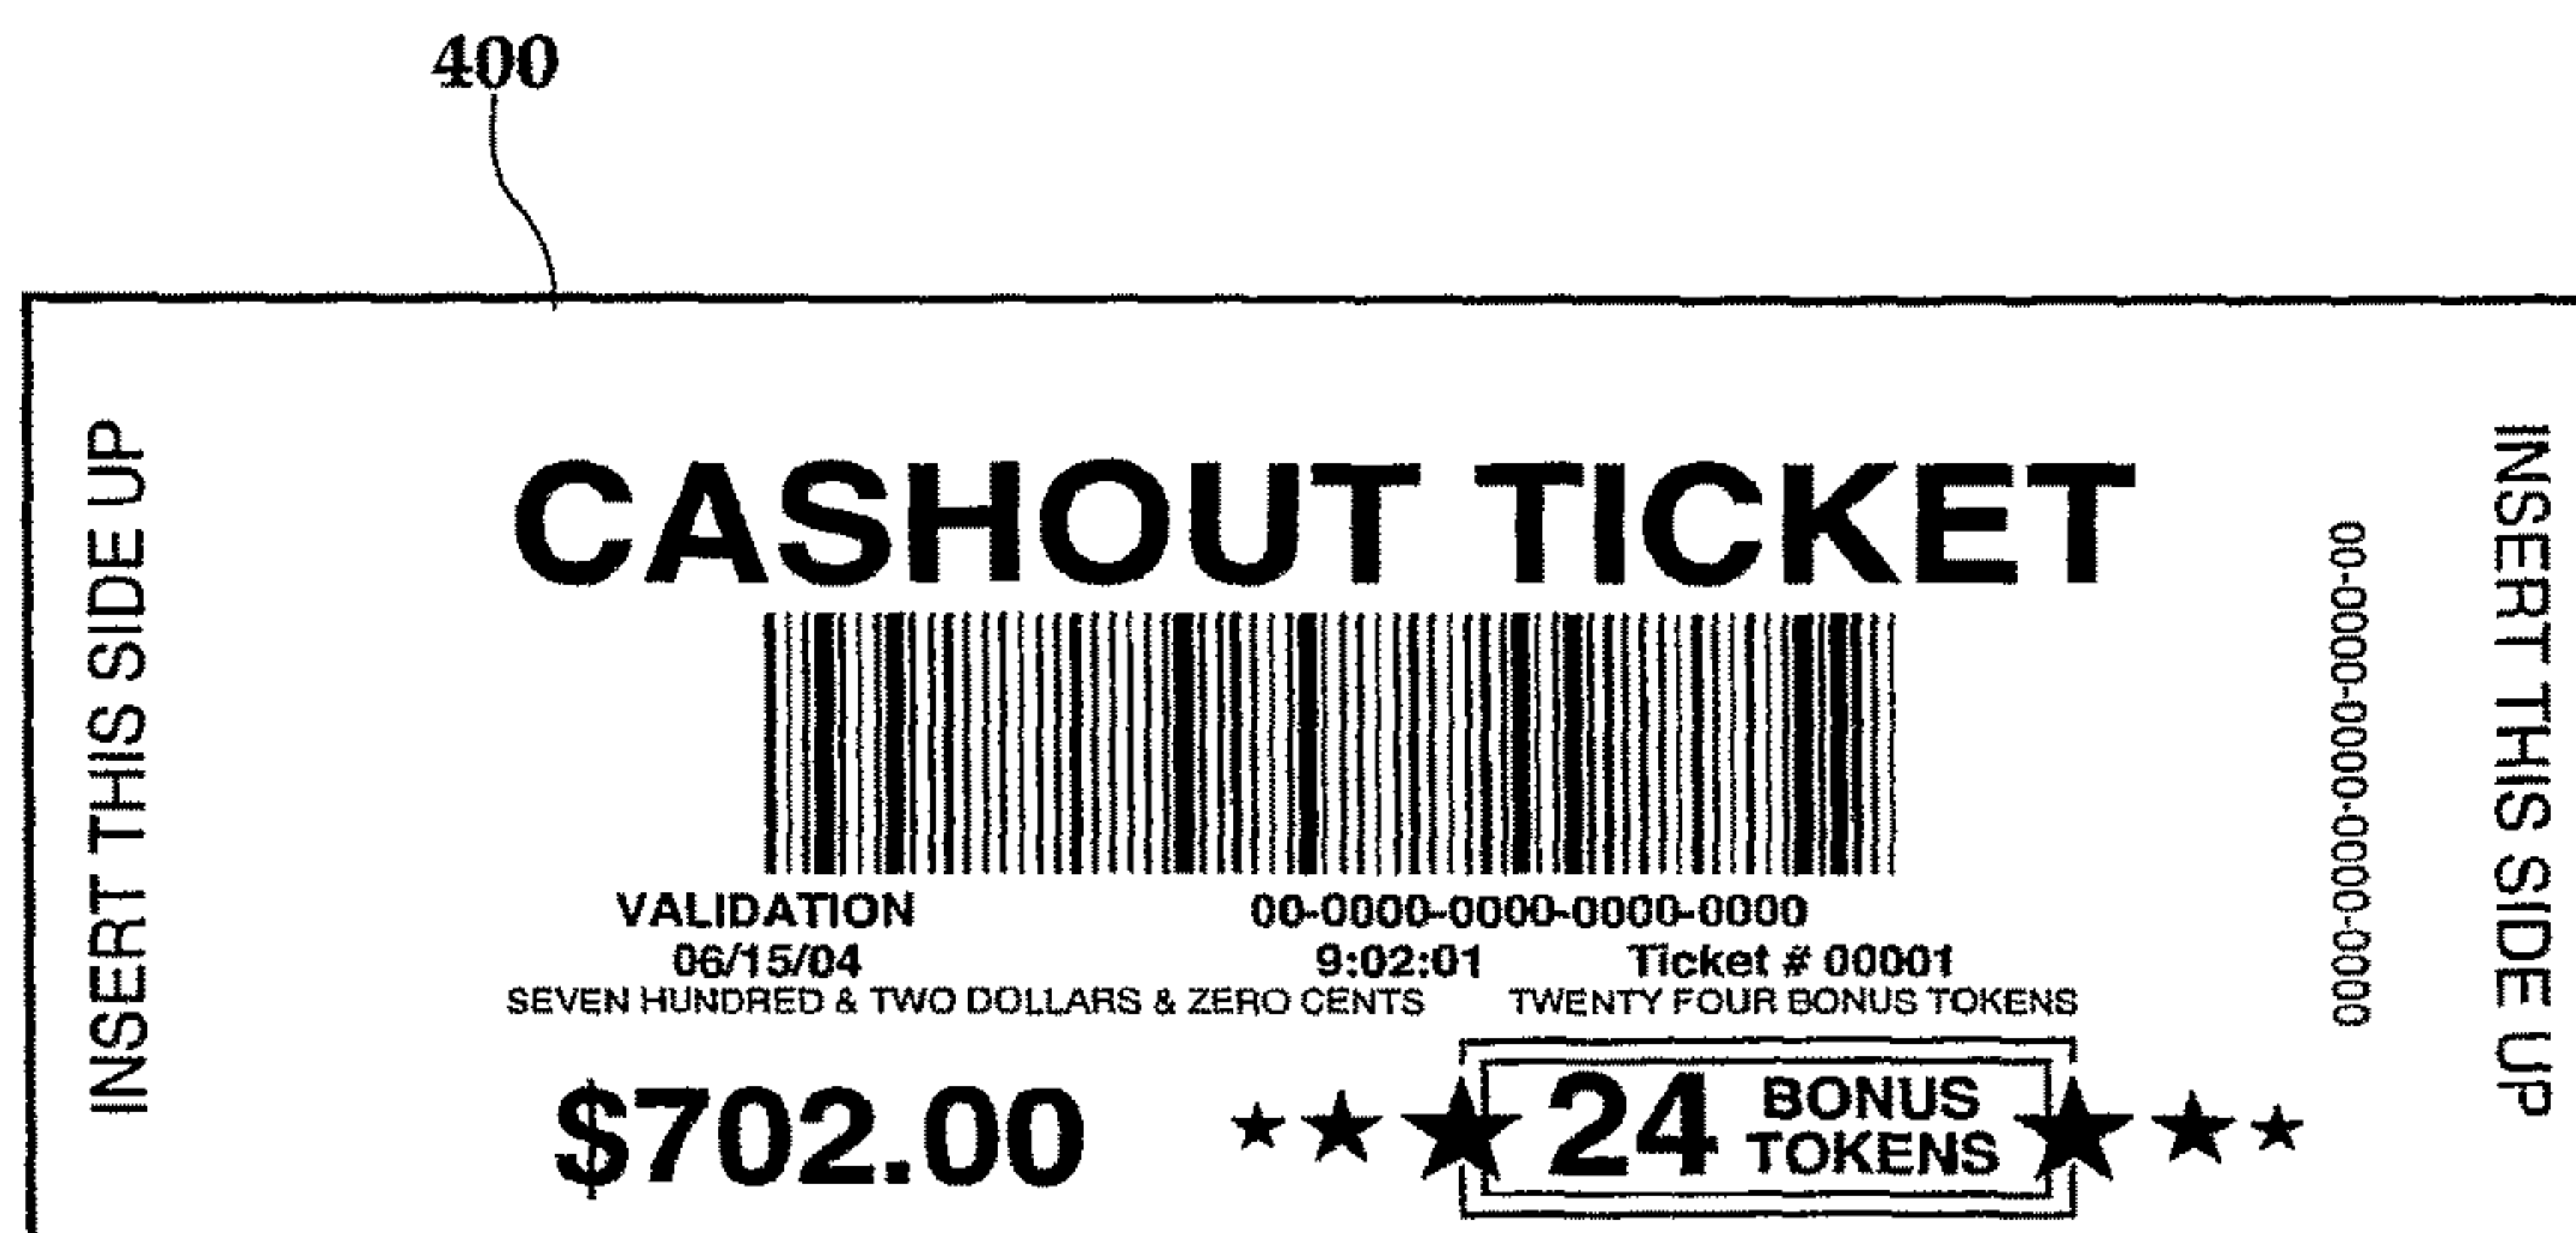 400
INSERT THIS SIDE UP
CASHOUT TICKET
VALIDATION 00-0000-0000-0000-0000
06/15/04 9:02:01 Ticket # 00001
SEVEN HUNDRED & TWO DOLLARS & ZERO CENTS TWENTY FOUR BONUS TOKENS
$702.00
24 BONUS TOKENS
00-0000-0000-0000-0000-0000
INSERT THIS SIDE UP